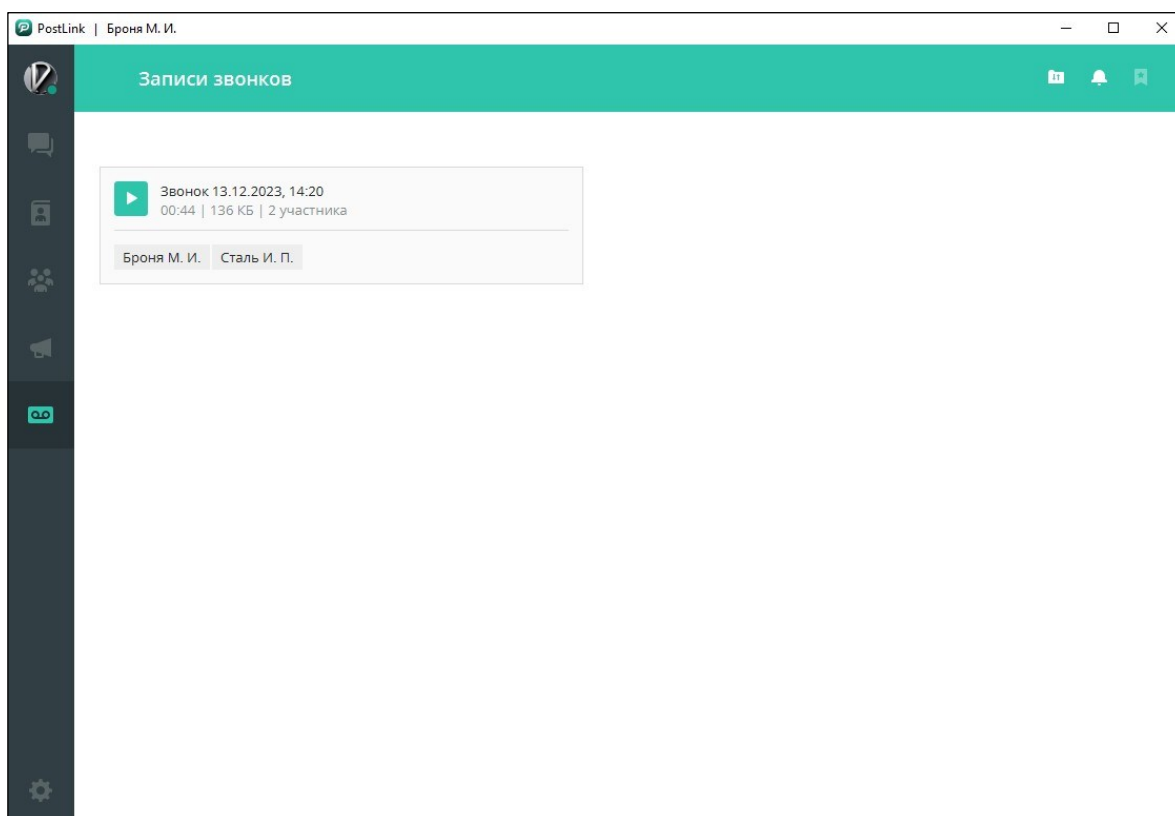 PostLink | Броня М. И.
Записи звонков
Звонок 13.12.2023, 14:20
00:44 | 136 КБ | 2 участника
Броня М. И. Сталь И. П.